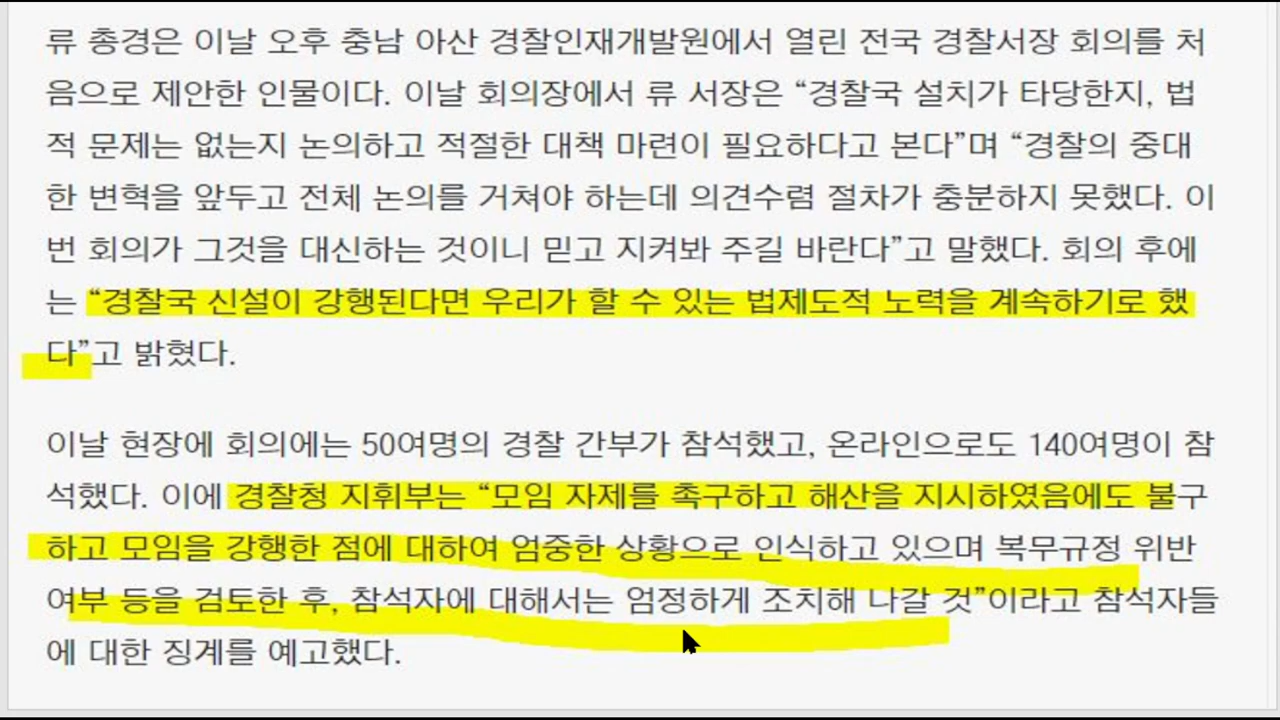 류 총경은 이날 오후 충남 아산 경찰인재개발원에서 열린 전국 경찰서장 회의를 처
음으로 제안한 인물이다. 이날 회의장에서 류 서장은 “경찰국 설치가 타당한지, 법
적 문제는 없는지 논의하고 적절한 대책 마련이 필요하다고 본다”며 “경찰의 중대
한 변혁을 앞두고 전체 논의를 거쳐야 하는데 의견수렴 절차가 충분하지 못했다. 이
번 회의가 그것을 대신하는 것이니 믿고 지켜봐 주길 바란다”고 말했다. 회의 후에
는 “경찰국 신설이 강행된다면 우리가 할 수 있는 법제도적 노력을 계속하기로 했
다”고 밝혔다.
이날 현장에 회의에는 50여명의 경찰 간부가 참석했고, 온라인으로도 140여명이 참
석했다. 이에 경찰청 지휘부는 “모임 자제를 촉구하고 해산을 지시하였음에도 불구
하고 모임을 강행한 점에 대하여 엄중한 상황으로 인식하고 있으며 복무규정 위반
여부 등을 검토한 후, 참석자에 대해서는 엄정하게 조치해 나갈 것”이라고 참석자들
에 대한 징계를 예고했다.